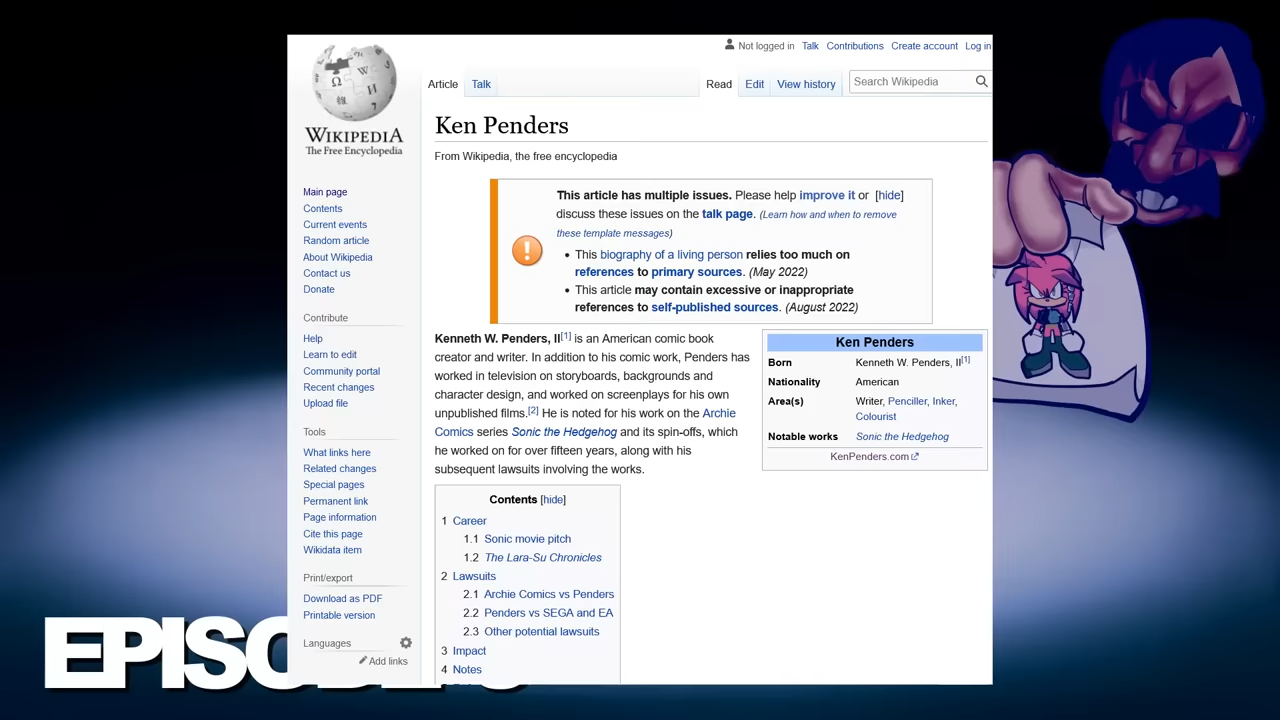 Not logged in Talk Contributions Create account Log in
Article Talk Read Edit View history Search Wikipedia
WIKIPEDIA
The Free Encyclopedia
Main page
Contents
Current events
Random article
About Wikipedia
Contact us
Donate
Contribute
Help
Learn to edit
Community portal
Recent changes
Upload file
Tools
What links here
Related changes
Special pages
Permanent link
Page information
Cite this page
Wikidata item
Print/export
Download as PDF
Printable version
Languages
Add links
Ken Penders
From Wikipedia, the free encyclopedia
This article has multiple issues. Please help improve it or [hide]
discuss these issues on the talk page. (Learn how and when to remove
these template messages)
• This biography of a living person relies too much on
references to primary sources. (May 2022)
• This article may contain excessive or inappropriate
references to self-published sources. (August 2022)
Kenneth W. Penders, II[1] is an American comic book
creator and writer. In addition to his comic work, Penders has
worked in television on storyboards, backgrounds and
character design, and worked on screenplays for his own
unpublished films.[2] He is noted for his work on the Archie
Comics series Sonic the Hedgehog and its spin-offs, which
he worked on for over fifteen years, along with his
subsequent lawsuits involving the works.
Ken Penders
Born Kenneth W. Penders, II[1]
Nationality American
Area(s) Writer, Penciller, Inker,
Colourist
Notable works Sonic the Hedgehog
KenPenders.com
Contents [hide]
1 Career
1.1 Sonic movie pitch
1.2 The Lara-Su Chronicles
2 Lawsuits
2.1 Archie Comics vs Penders
2.2 Penders vs SEGA and EA
2.3 Other potential lawsuits
3 Impact
4 Notes